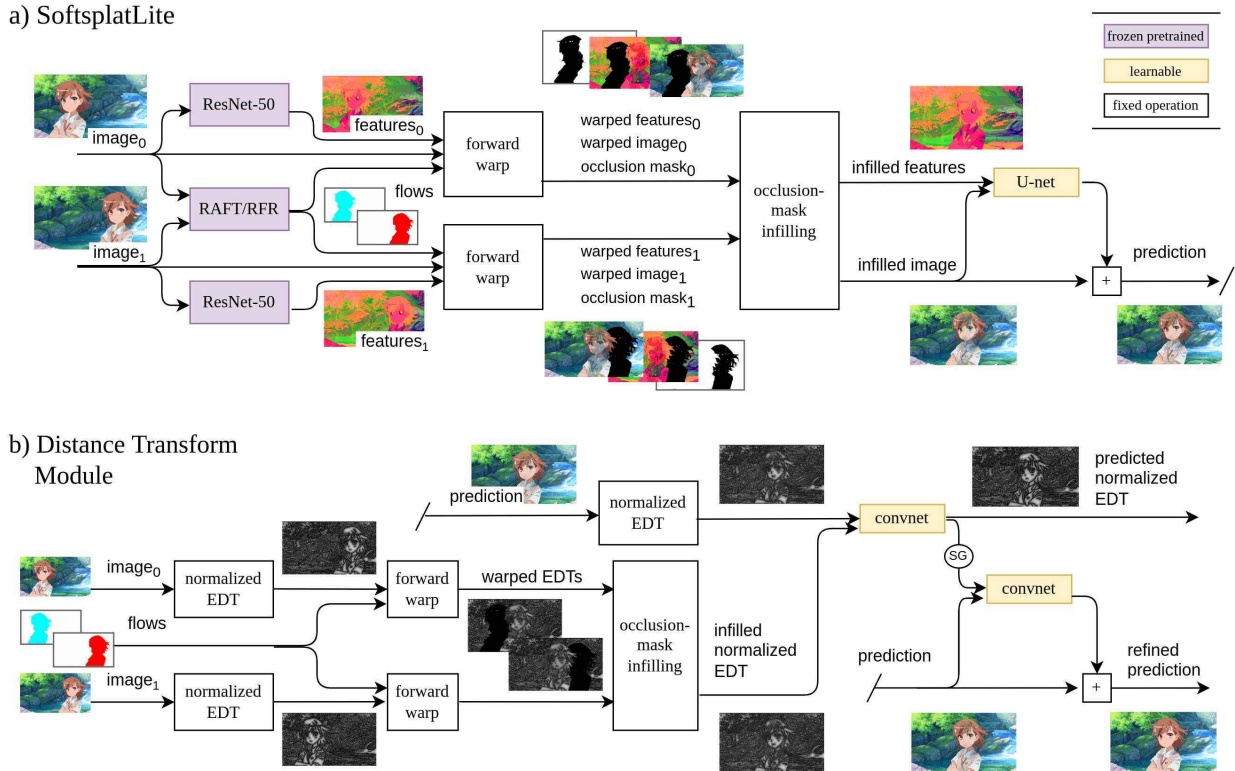 a) SoftsplatLite
frozen pretrained
learnable
fixed operation
image0
ResNet-50
features0
RAFT/RFR
flows
image1
ResNet-50
features1
forward
warp
forward
warp
warped features0
warped image0
occlusion mask0
warped features1
warped image1
occlusion mask1
occlusion-
mask
infilling
infilled features
infilled image
U-net
+
prediction
b) Distance Transform
Module
prediction
normalized
EDT
convnet
predicted
normalized
EDT
SG
convnet
image0
normalized
EDT
forward
warp
warped EDTs
flows
occlusion-
mask
infilling
infilled
normalized
EDT
prediction
+
refined
prediction
image1
normalized
EDT
forward
warp